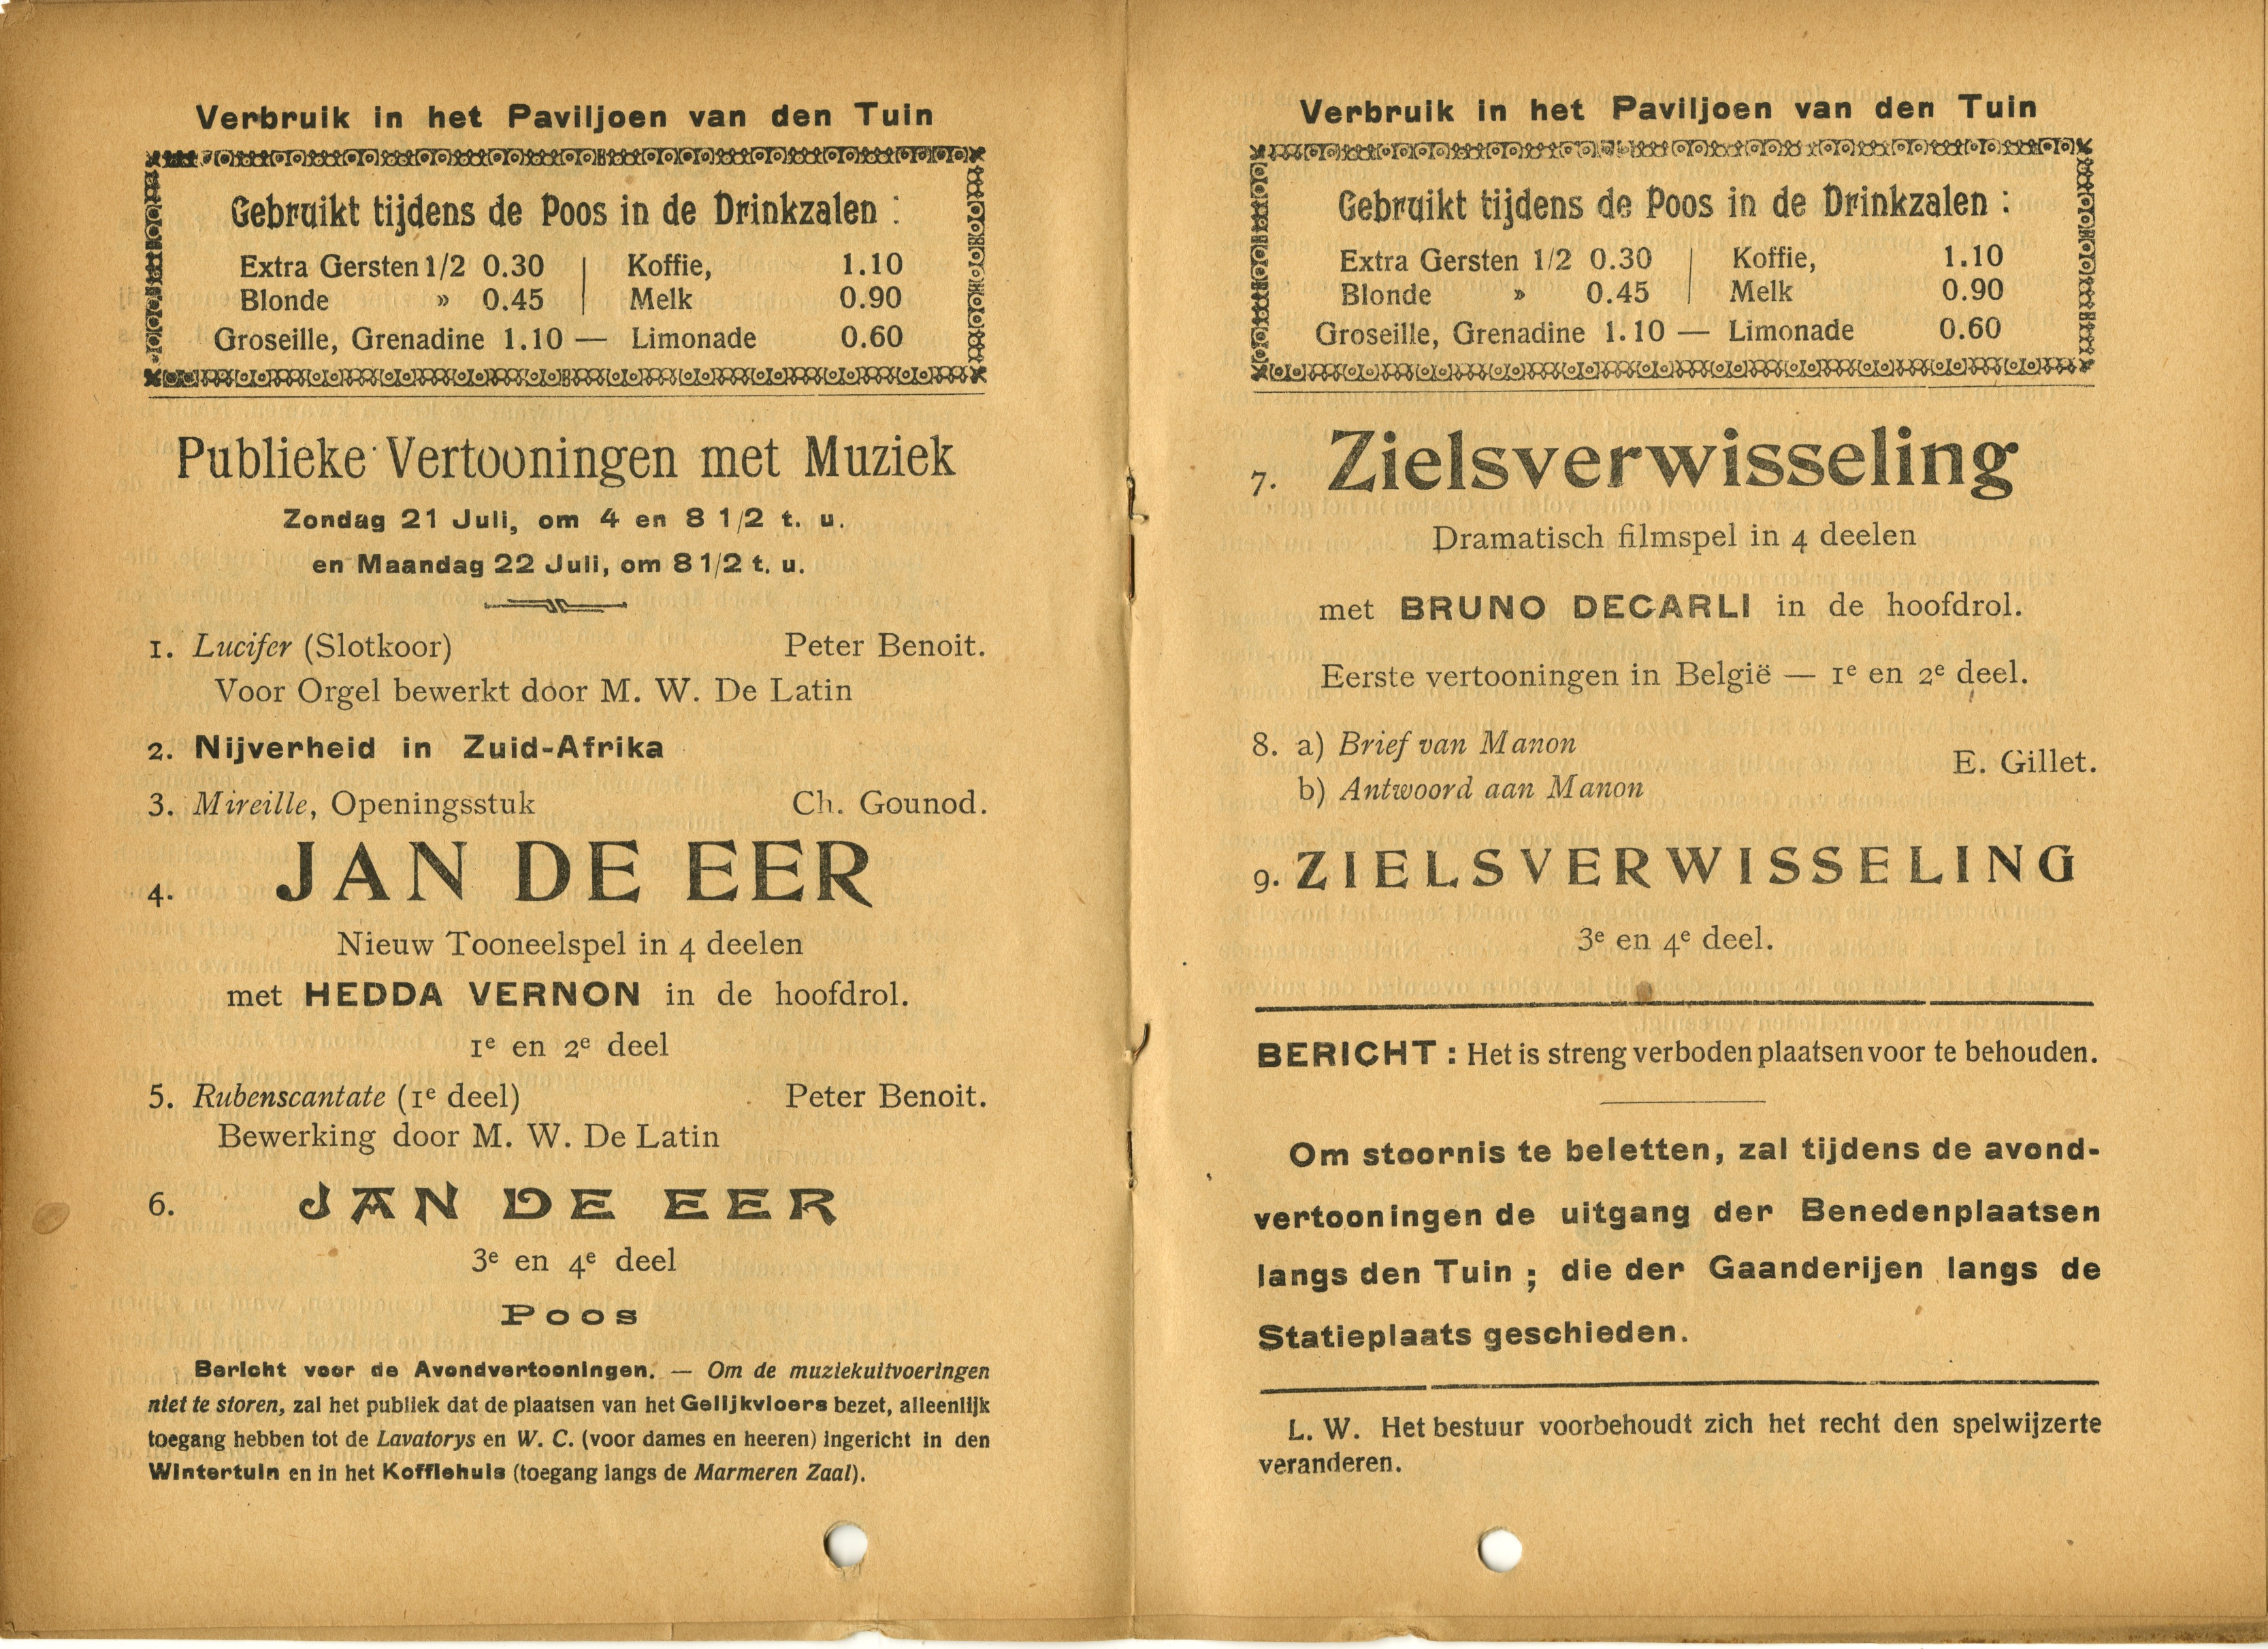 Verbruik in het Paviljoen van den Tuin
Gebruikt tijdens de Poos in de Drinkzalen :
Extra Gersten 1/2 0.30 | Koffie, 1.10
Blonde » 0.45 | Melk 0.90
Groseille, Grenadine 1.10 — Limonade 0.60
Publieke Vertooningen met Muziek
Zondag 21 Juli, om 4 en 8 1/2 t. u.
en Maandag 22 Juli, om 8 1/2 t. u.
1. Lucifer (Slotkoor) Peter Benoit.
Voor Orgel bewerkt door M. W. De Latin
2. Nijverheid in Zuid-Afrika
3. Mireille, Openingsstuk Ch. Gounod.
4. JAN DE EER
Nieuw Tooneelspel in 4 deelen
met HEDDA VERNON in de hoofdrol.
1e en 2e deel
5. Rubenscantate (1e deel) Peter Benoit.
Bewerking door M. W. De Latin
6. JAN DE EER
3e en 4e deel
Poos
Bericht voor de Avondvertooningen. — Om de muziekuitvoeringen
niet te storen, zal het publiek dat de plaatsen van het Gelijkvloers bezet, alleenlijk
toegang hebben tot de Lavatorys en W. C. (voor dames en heeren) ingericht in den
Wintertuin en in het Koffiehuis (toegang langs de Marmeren Zaal).
Verbruik in het Paviljoen van den Tuin
Gebruikt tijdens de Poos in de Drinkzalen :
Extra Gersten 1/2 0.30 | Koffie, 1.10
Blonde » 0.45 | Melk 0.90
Groseille, Grenadine 1.10 — Limonade 0.60
7. Zielsverwisseling
Dramatisch filmspel in 4 deelen
met BRUNO DECARLI in de hoofdrol.
Eerste vertooningen in België — 1e en 2e deel.
8. a) Brief van Manon
E. Gillet.
b) Antwoord aan Manon
9. ZIELSVERWISSELING
3e en 4e deel.
BERICHT : Het is streng verboden plaatsen voor te behouden.
Om stoornis te beletten, zal tijdens de avond-
vertooningen de uitgang der Benedenplaatsen
langs den Tuin ; die der Gaanderijen langs de
Statieplaats geschieden.
L. W. Het bestuur voorbehoudt zich het recht den spelwijzerte
veranderen.